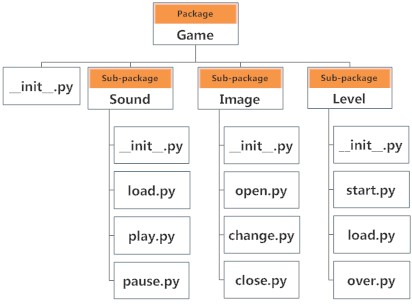 Package
Game
__init__.py
Sub-package
Sound
Sub-package
Image
Sub-package
Level
__init__.py
load.py
play.py
pause.py
__init__.py
open.py
change.py
close.py
__init__.py
start.py
load.py
over.py